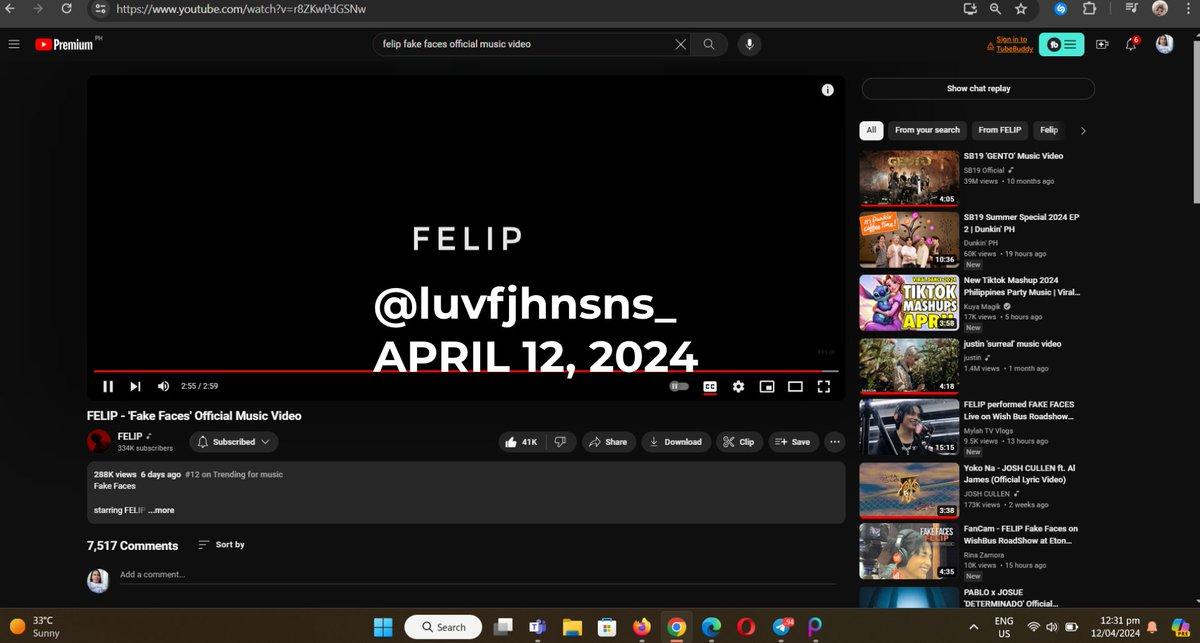 https://www.youtube.com/watch?v=r8ZKwPdGSNw
Premium PH
felip fake faces official music video
Sign in to
TubeBuddy
6
FELIP
@luvfjhnsns_
APRIL 12, 2024
FELIP
2:55 / 2:59
CC
FELIP - 'Fake Faces' Official Music Video
FELIP
334K subscribers
Subscribed
41K
Share
Download
Clip
Save
288K views 6 days ago #12 on Trending for music
Fake Faces
starring FELIP ...more
7,517 Comments
Sort by
Add a comment...
Show chat replay
All
From your search
From FELIP
Felip
GENTO
4:05
SB19 'GENTO' Music Video
SB19 Official
39M views • 10 months ago
10:36
SB19 Summer Special 2024 EP
2 | Dunkin' PH
Dunkin' PH
60K views • 19 hours ago
New
TIKTOK
MASHUPS
3:58
New Tiktok Mashup 2024
Philippines Party Music | Viral...
Kuya Magik
17K views • 5 hours ago
New
4:18
justin 'surreal' music video
justin
1.4M views • 1 month ago
15:15
FELIP performed FAKE FACES
Live on Wish Bus Roadshow...
Mylah TV Vlogs
9.5K views • 13 hours ago
New
3:38
Yoko Na - JOSH CULLEN ft. Al
James (Official Lyric Video)
JOSH CULLEN
173K views • 2 weeks ago
FAKE FACES
FELIP
4:35
FanCam - FELIP Fake Faces on
WishBus RoadShow at Eton...
Rina Zamora
10K views • 15 hours ago
New
PABLO x JOSUE
'DETERMINADO' Official...
33°C
Sunny
Search
94
ENG
US
12:31 pm
12/04/2024